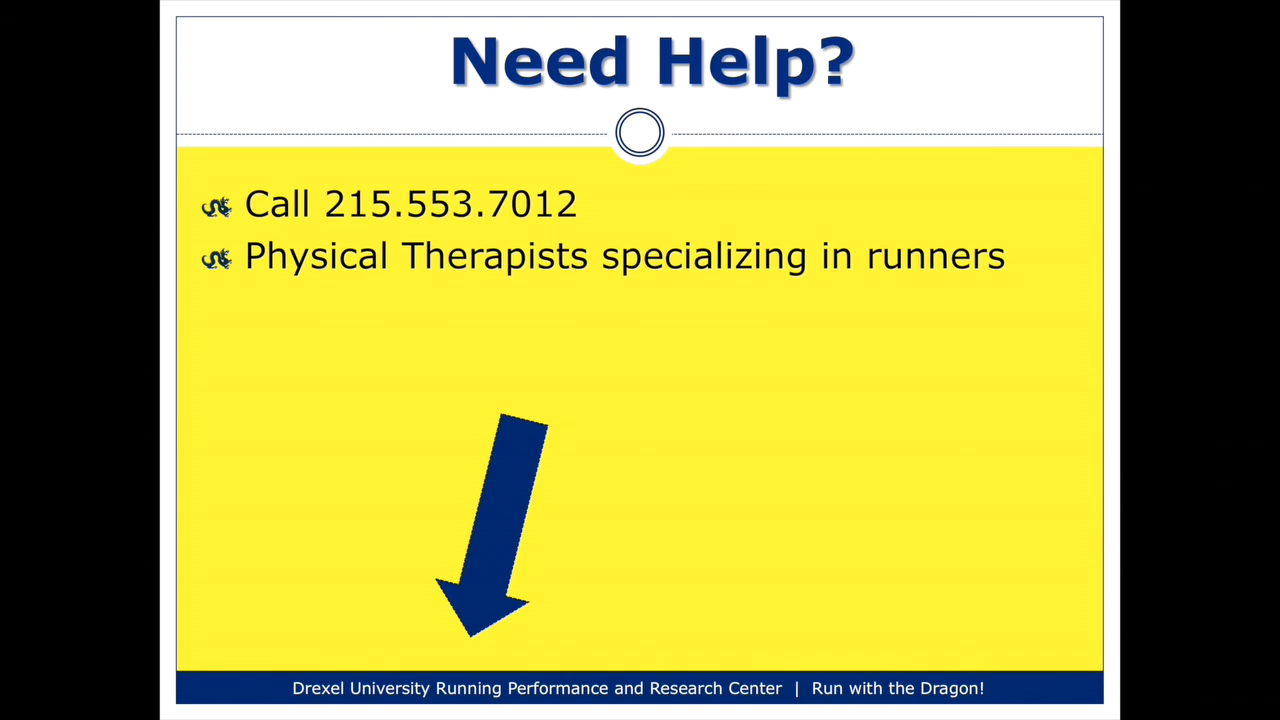 Need Help?
Call 215.553.7012
Physical Therapists specializing in runners
Drexel University Running Performance and Research Center | Run with the Dragon!